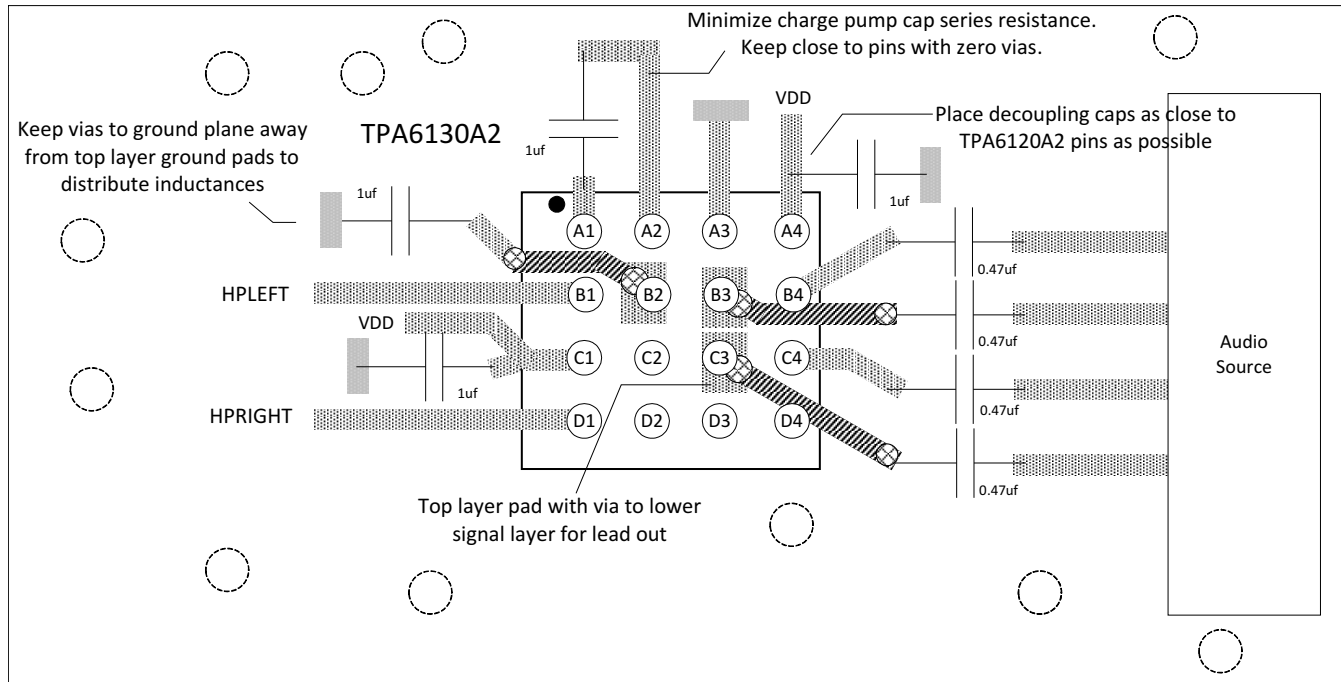 Minimize charge pump cap series resistance.
Keep close to pins with zero vias.
Keep vias to ground plane away
from top layer ground pads to
distribute inductances
TPA6130A2
1uf
VDD
Place decoupling caps as close to
TPA6120A2 pins as possible
1uf
1uf
A1
A2
A3
A4
0.47uf
HPLEFT
B1
B2
B3
B4
0.47uf
VDD
1uf
C1
C2
C3
C4
0.47uf
Audio
Source
HPRIGHT
D1
D2
D3
D4
0.47uf
Top layer pad with via to lower
signal layer for lead out